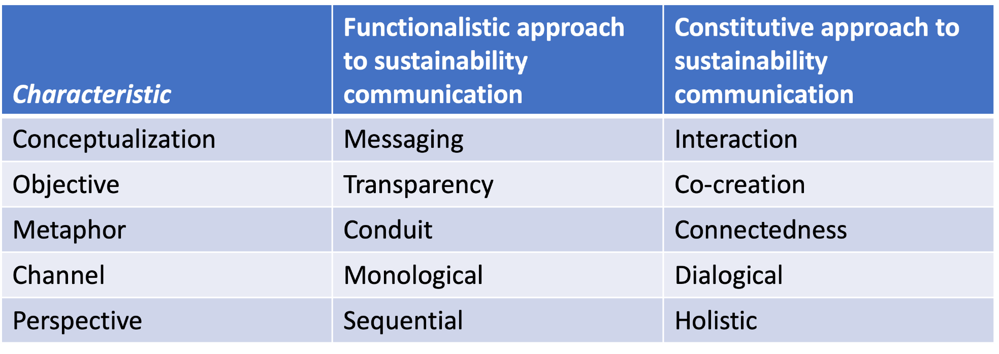 Characteristic
Functionalistic approach
to sustainability
communication
Constitutive approach to
sustainability
communication
Conceptualization Messaging Interaction
Objective Transparency Co-creation
Metaphor Conduit Connectedness
Channel Monological Dialogical
Perspective Sequential Holistic